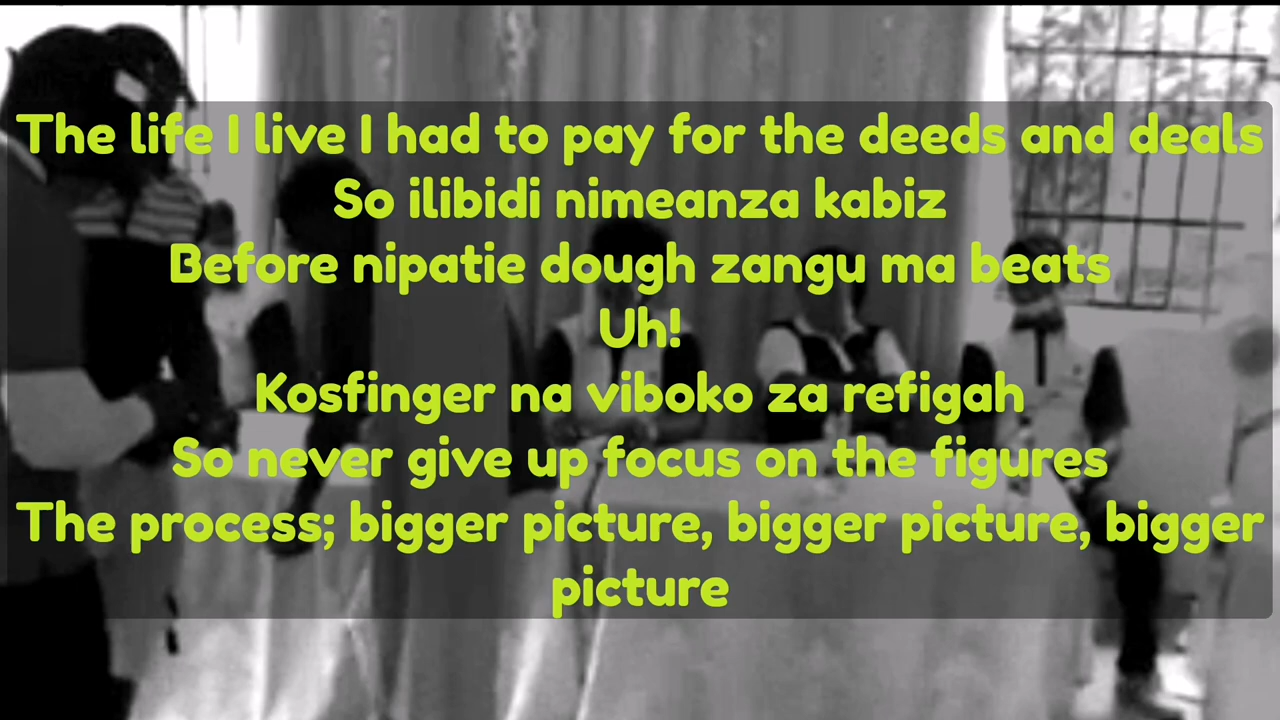 The life I live I had to pay for the deeds and deals
So ilibidi nimeanza kabiz
Before nipatie dough zangu ma beats
Uh!
Kosfinger na viboko za refigah
So never give up focus on the figures
The process; bigger picture, bigger picture, bigger
picture